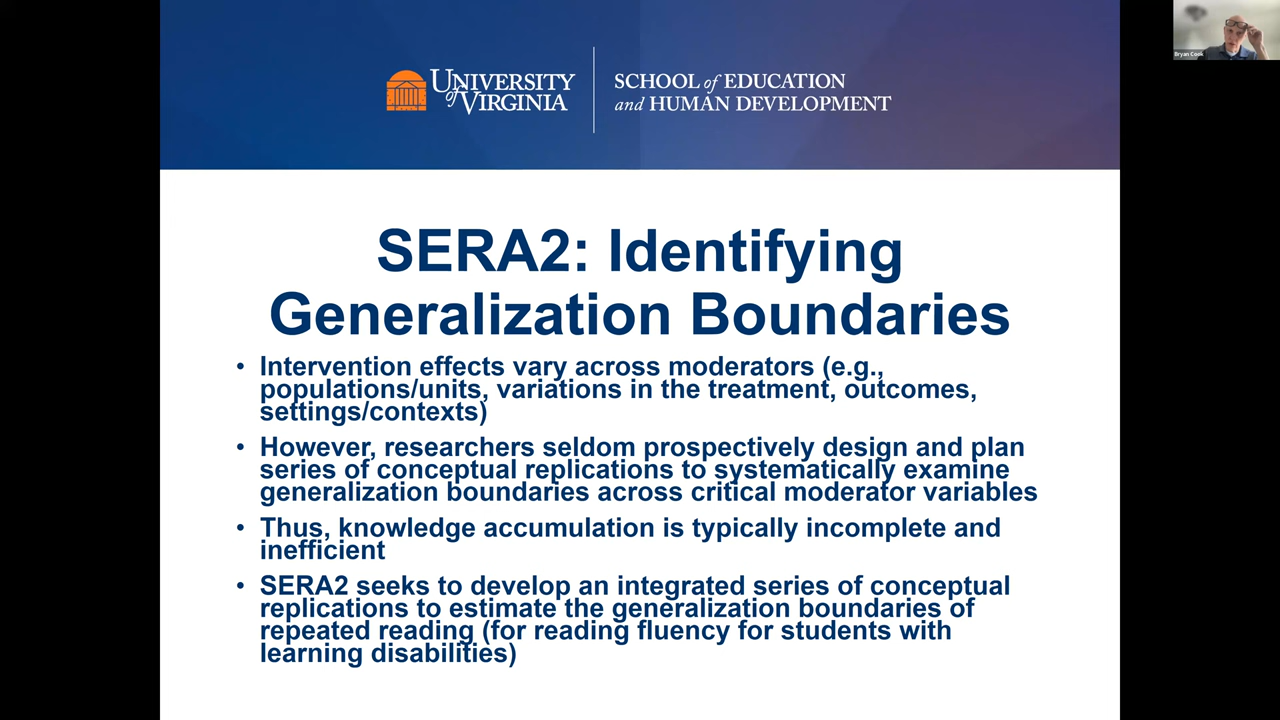 UNIVERSITY
of VIRGINIA
SCHOOL of EDUCATION
and HUMAN DEVELOPMENT
Bryan Cook
SERA2: Identifying
Generalization Boundaries
• Intervention effects vary across moderators (e.g.,
populations/units, variations in the treatment, outcomes,
settings/contexts)
• However, researchers seldom prospectively design and plan
series of conceptual replications to systematically examine
generalization boundaries across critical moderator variables
• Thus, knowledge accumulation is typically incomplete and
inefficient
• SERA2 seeks to develop an integrated series of conceptual
replications to estimate the generalization boundaries of
repeated reading (for reading fluency for students with
learning disabilities)